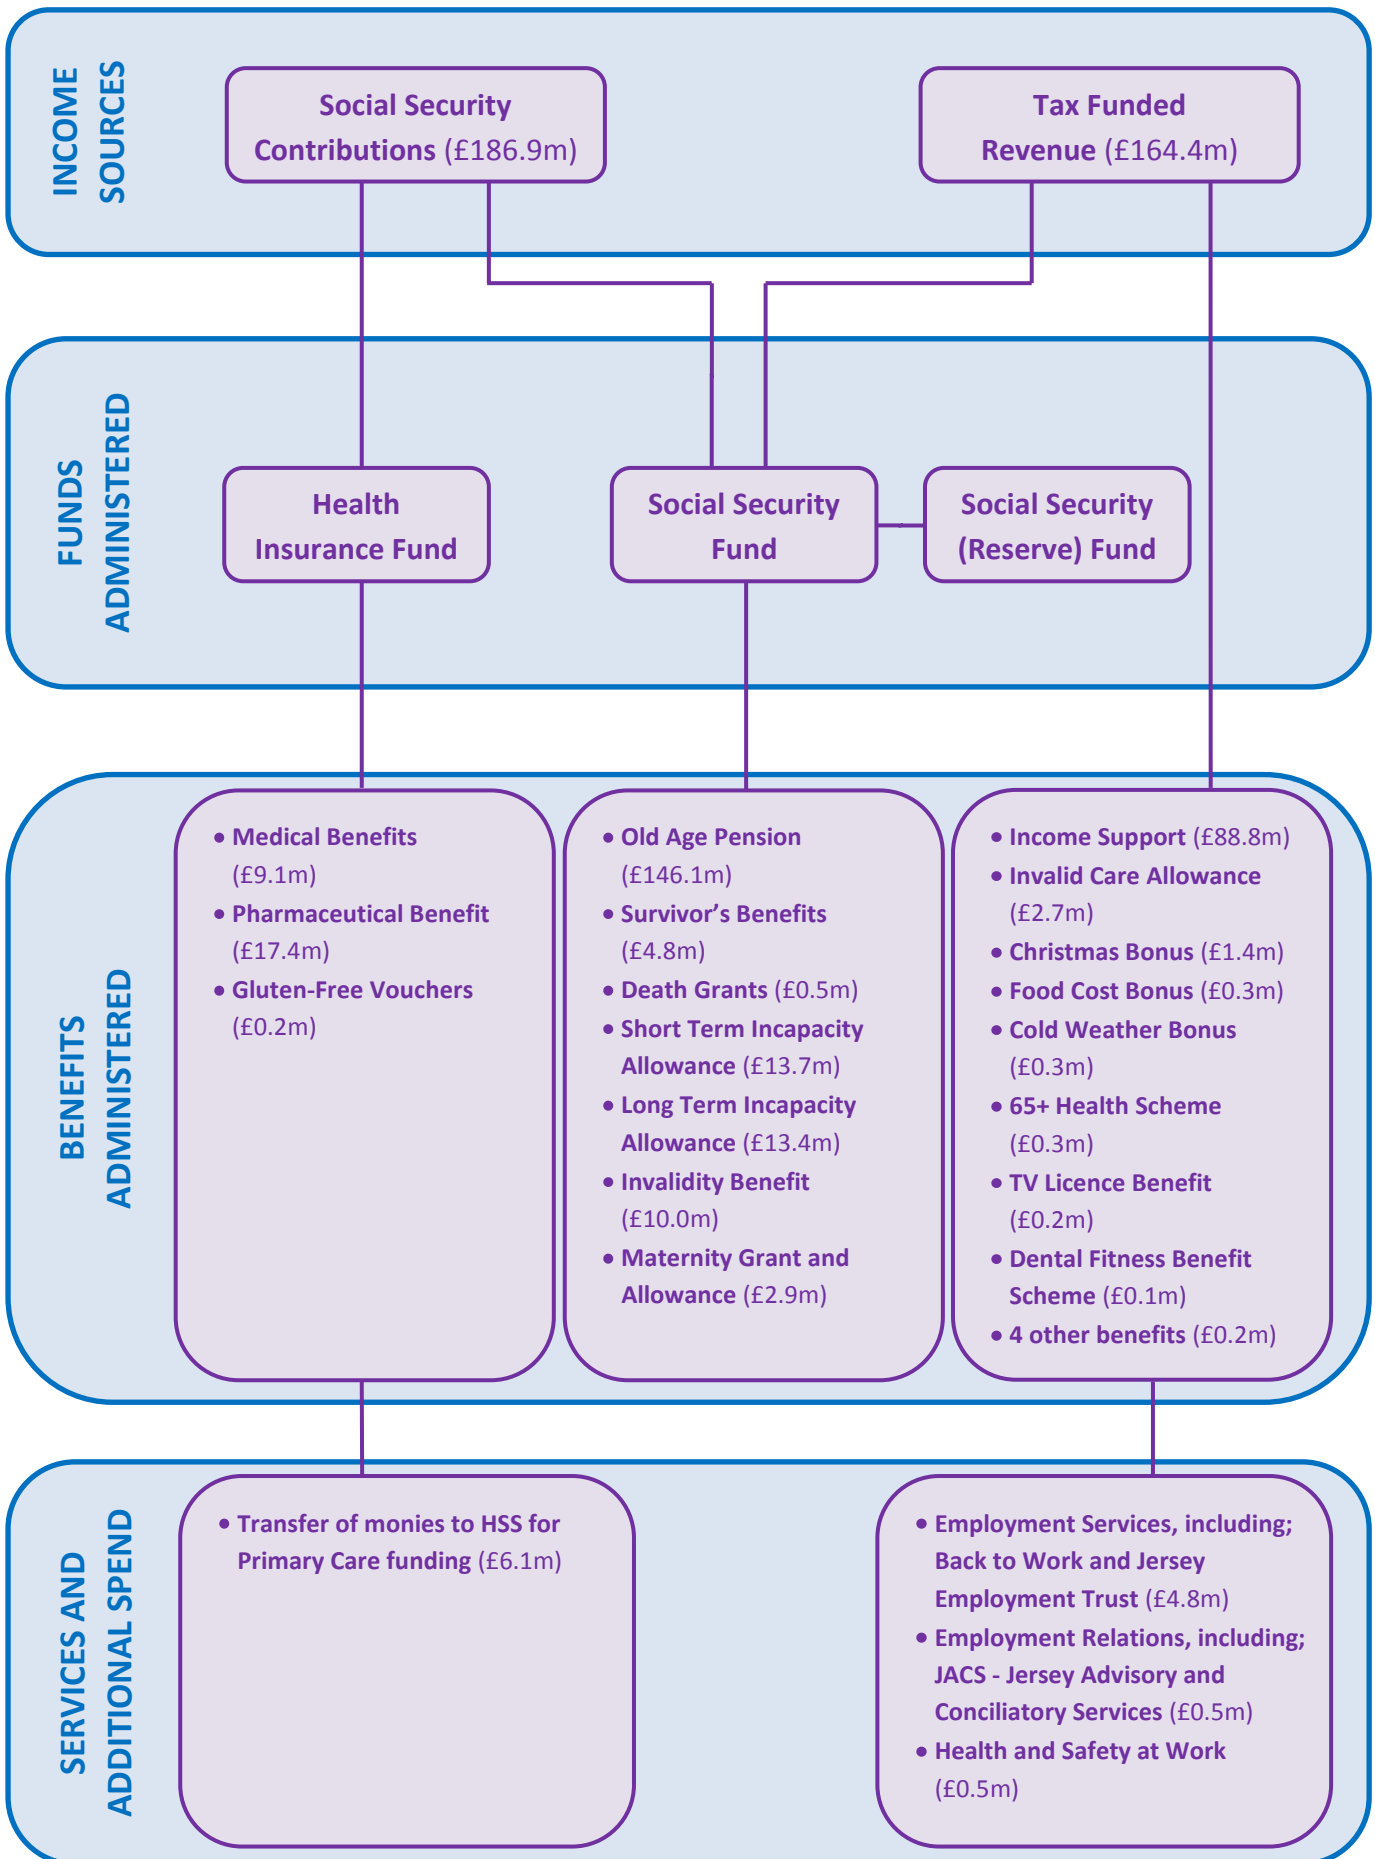 INCOME
SOURCES
Social Security
Contributions (£186.9m)
Tax Funded
Revenue (£164.4m)
FUNDS
ADMINISTERED
Health
Insurance Fund
Social Security
Fund
Social Security
(Reserve) Fund
BENEFITS
ADMINISTERED
• Medical Benefits
(£9.1m)
• Pharmaceutical Benefit
(£17.4m)
• Gluten-Free Vouchers
(£0.2m)
• Old Age Pension
(£146.1m)
• Survivor’s Benefits
(£4.8m)
• Death Grants (£0.5m)
• Short Term Incapacity
Allowance (£13.7m)
• Long Term Incapacity
Allowance (£13.4m)
• Invalidity Benefit
(£10.0m)
• Maternity Grant and
Allowance (£2.9m)
• Income Support (£88.8m)
• Invalid Care Allowance
(£2.7m)
• Christmas Bonus (£1.4m)
• Food Cost Bonus (£0.3m)
• Cold Weather Bonus
(£0.3m)
• 65+ Health Scheme
(£0.3m)
• TV Licence Benefit
(£0.2m)
• Dental Fitness Benefit
Scheme (£0.1m)
• 4 other benefits (£0.2m)
SERVICES AND
ADDITIONAL SPEND
• Transfer of monies to HSS for
Primary Care funding (£6.1m)
• Employment Services, including;
Back to Work and Jersey
Employment Trust (£4.8m)
• Employment Relations, including;
JACS - Jersey Advisory and
Conciliatory Services (£0.5m)
• Health and Safety at Work
(£0.5m)